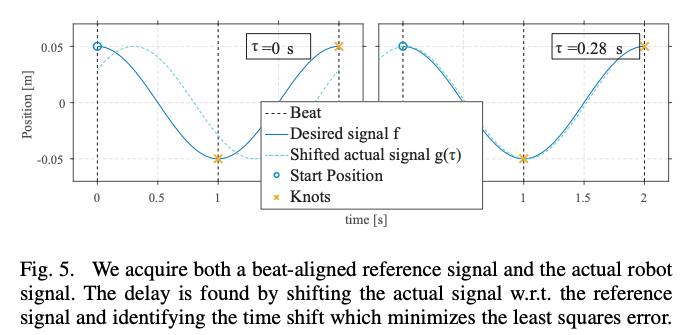 τ =0 s
τ =0.28 s
0.05
0
-0.05
Position [m]
Beat
Desired signal f
Shifted actual signal g(τ)
Start Position
Knots
0 0.5 1 1 1.5 2
time [s]
Fig. 5. We acquire both a beat-aligned reference signal and the actual robot
signal. The delay is found by shifting the actual signal w.r.t. the reference
signal and identifying the time shift which minimizes the least squares error.